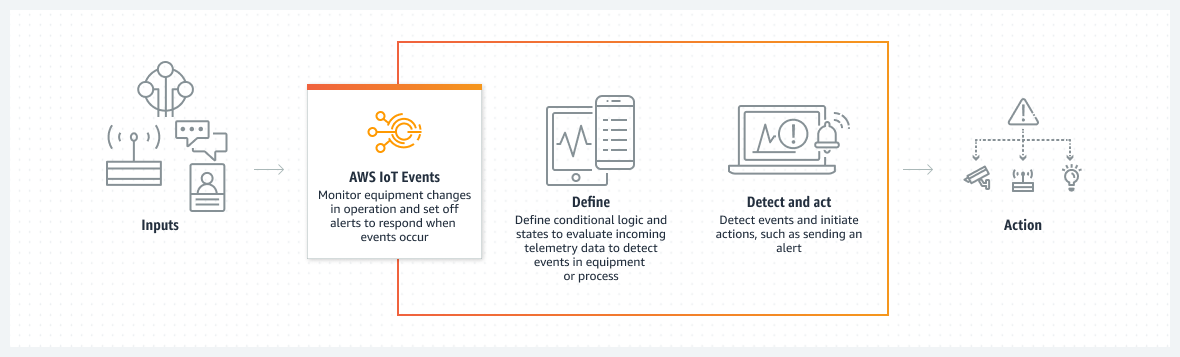 Inputs
AWS IoT Events
Monitor equipment changes
in operation and set off
alerts to respond when
events occur
Define
Define conditional logic and
states to evaluate incoming
telemetry data to detect
events in equipment
or process
Detect and act
Detect events and initiate
actions, such as sending an
alert
Action